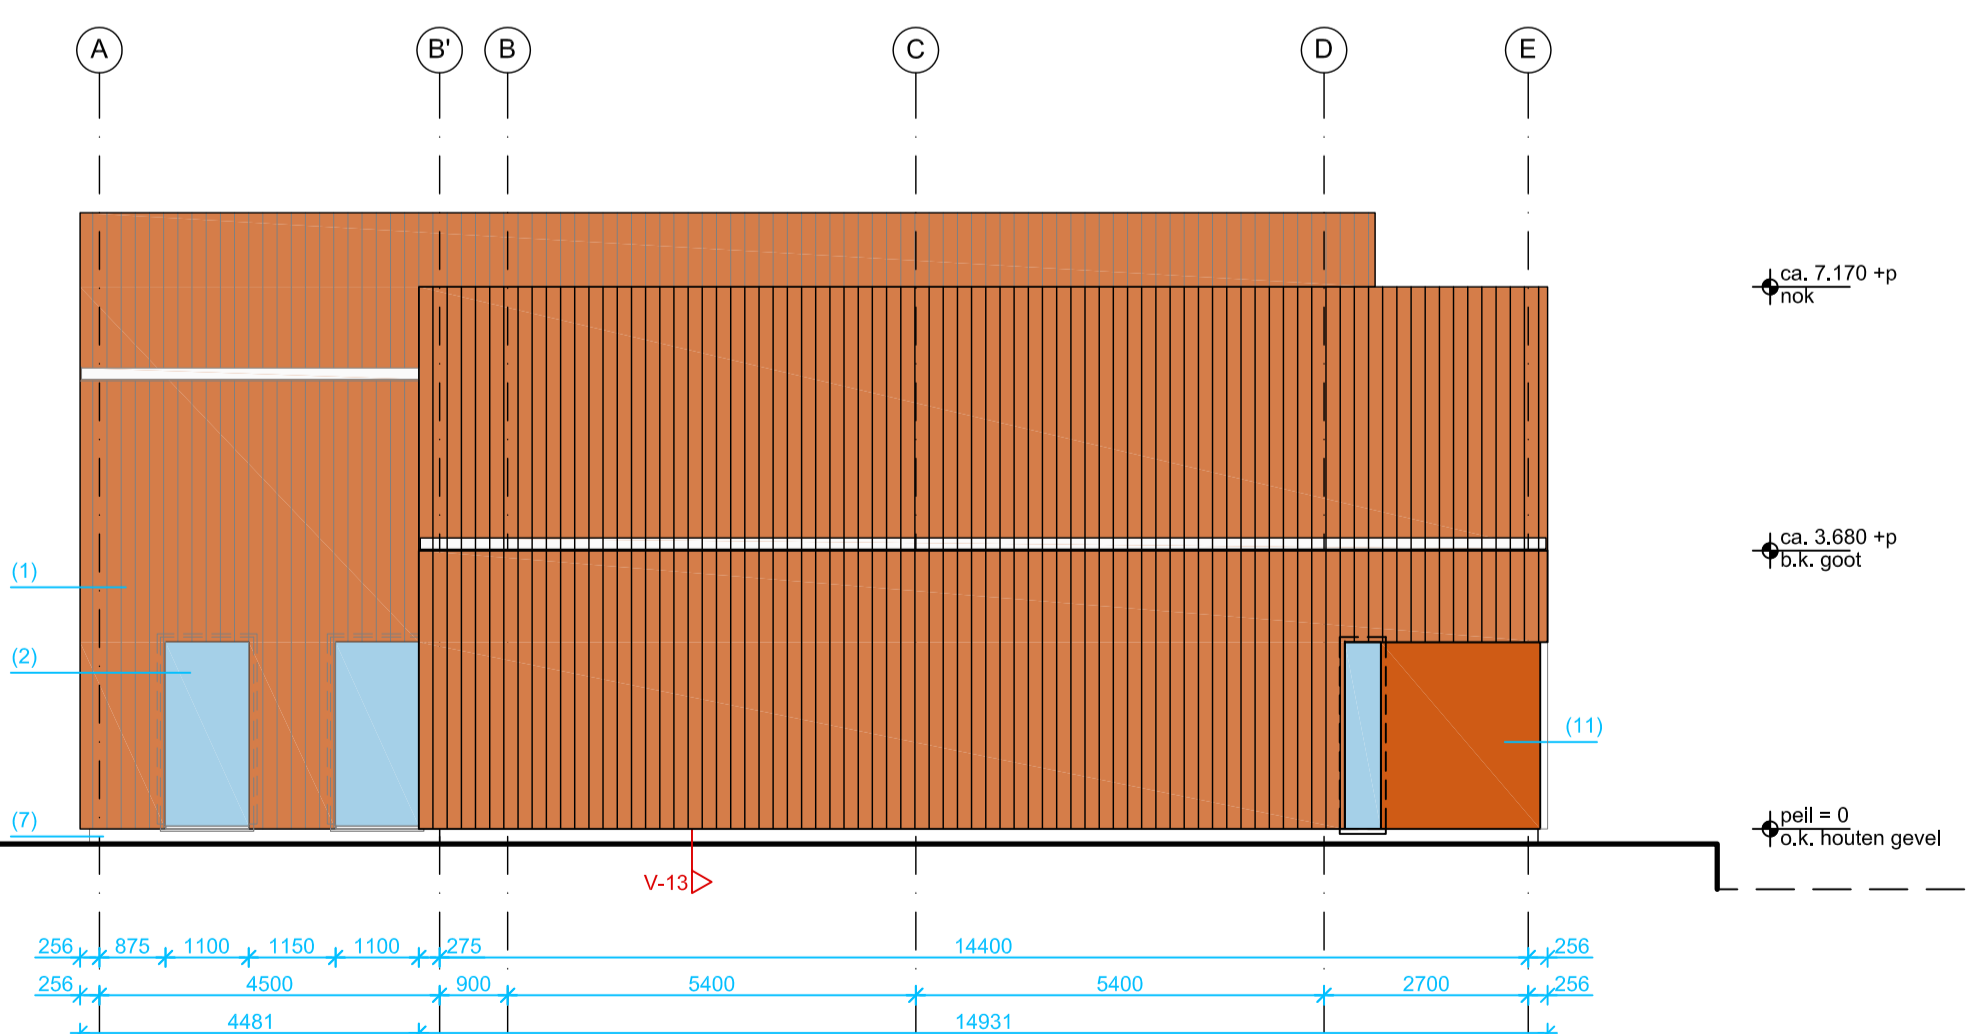 A B' B C D E
ca. 7.170 +p
nok
ca. 3.680 +p
b.k. goot
(1)
(2)
(11)
(7)
peil = 0
o.k. houten gevel
V-13
256 875 1100 1150 1100 275 14400 256
256 4500 900 5400 5400 2700 256
4481 14931